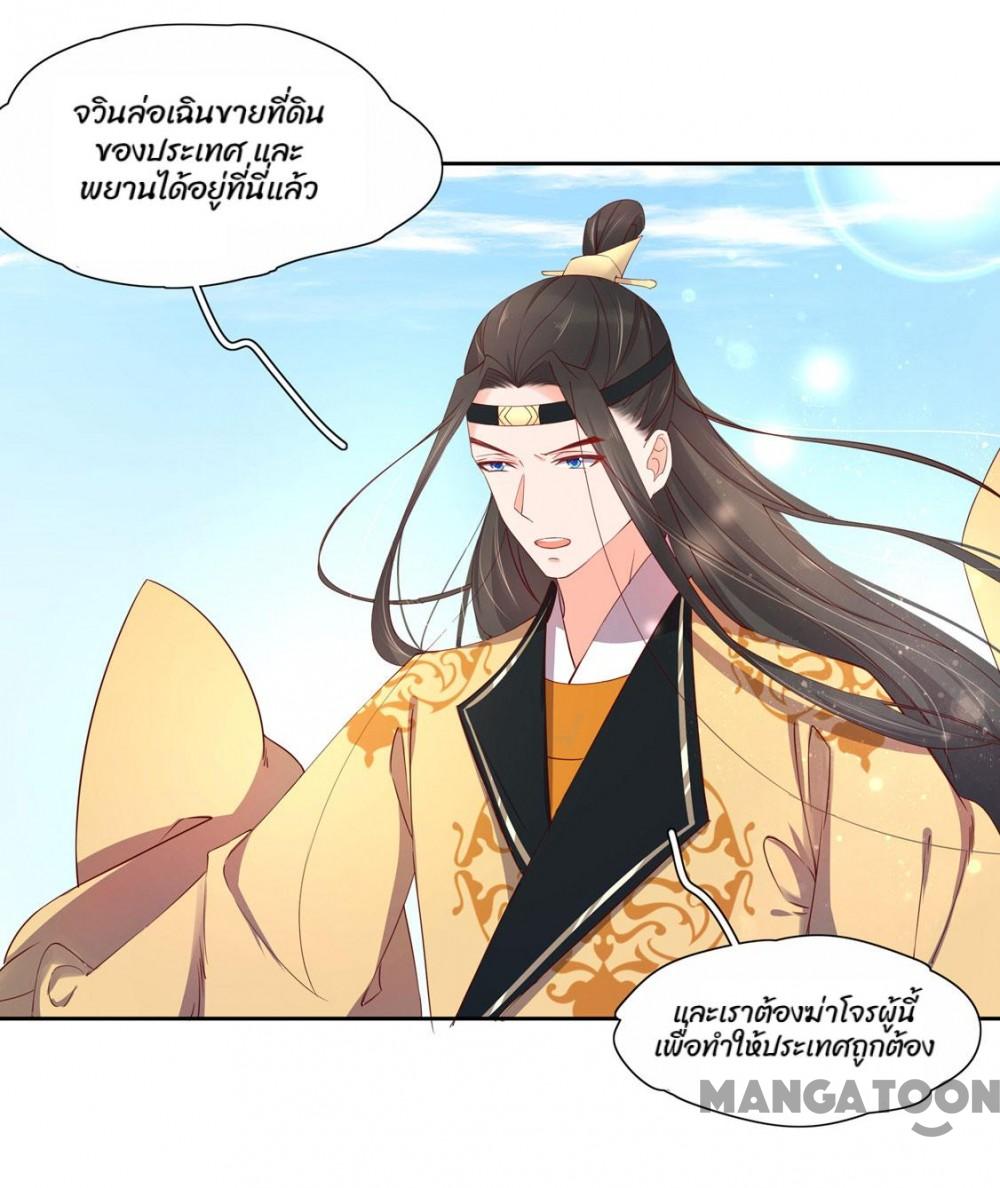 จวินล่อเฉินขายที่ดิน
ของประเทศ และ
พยานได้อยู่ที่นี่แล้ว
และเราต้องฆ่าโจรผู้นี้
เพื่อทำให้ประเทศถูกต้อง
MANGATOON